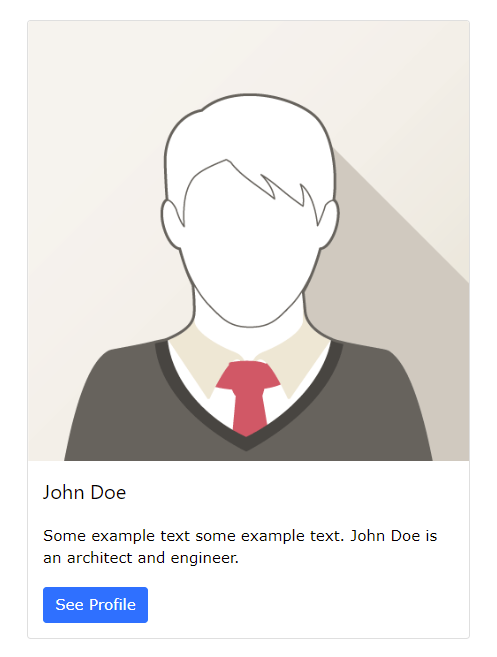 John Doe
Some example text some example text. John Doe is
an architect and engineer.
See Profile